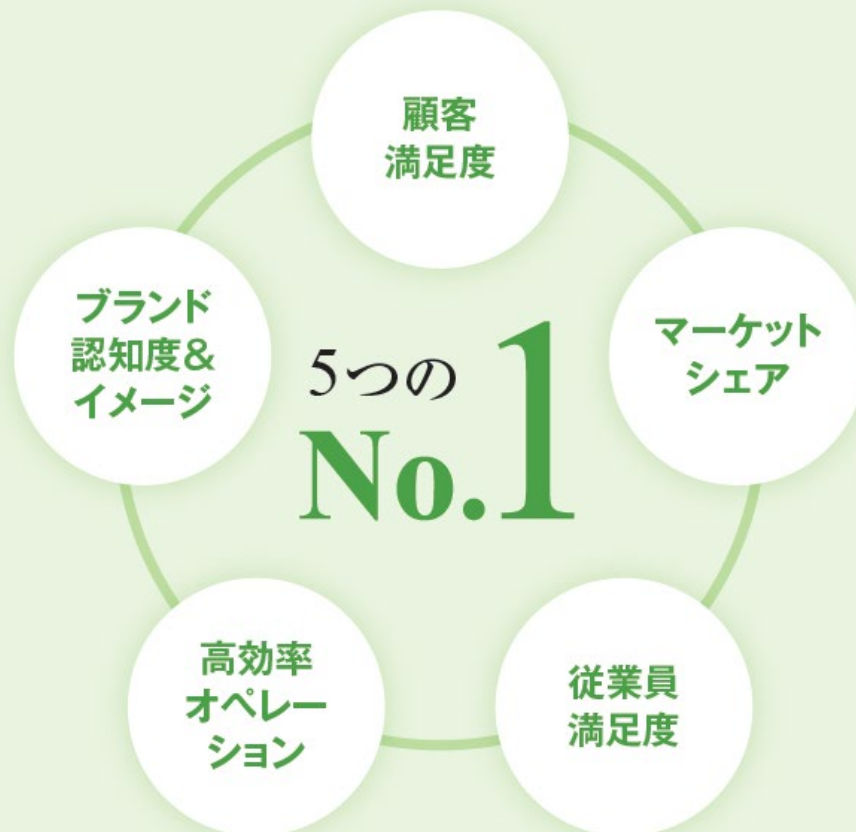 顧客
満足度
ブランド
認知度&
イメージ
5つの
No.1
マーケット
シェア
高効率
オペレー
ション
従業員
満足度